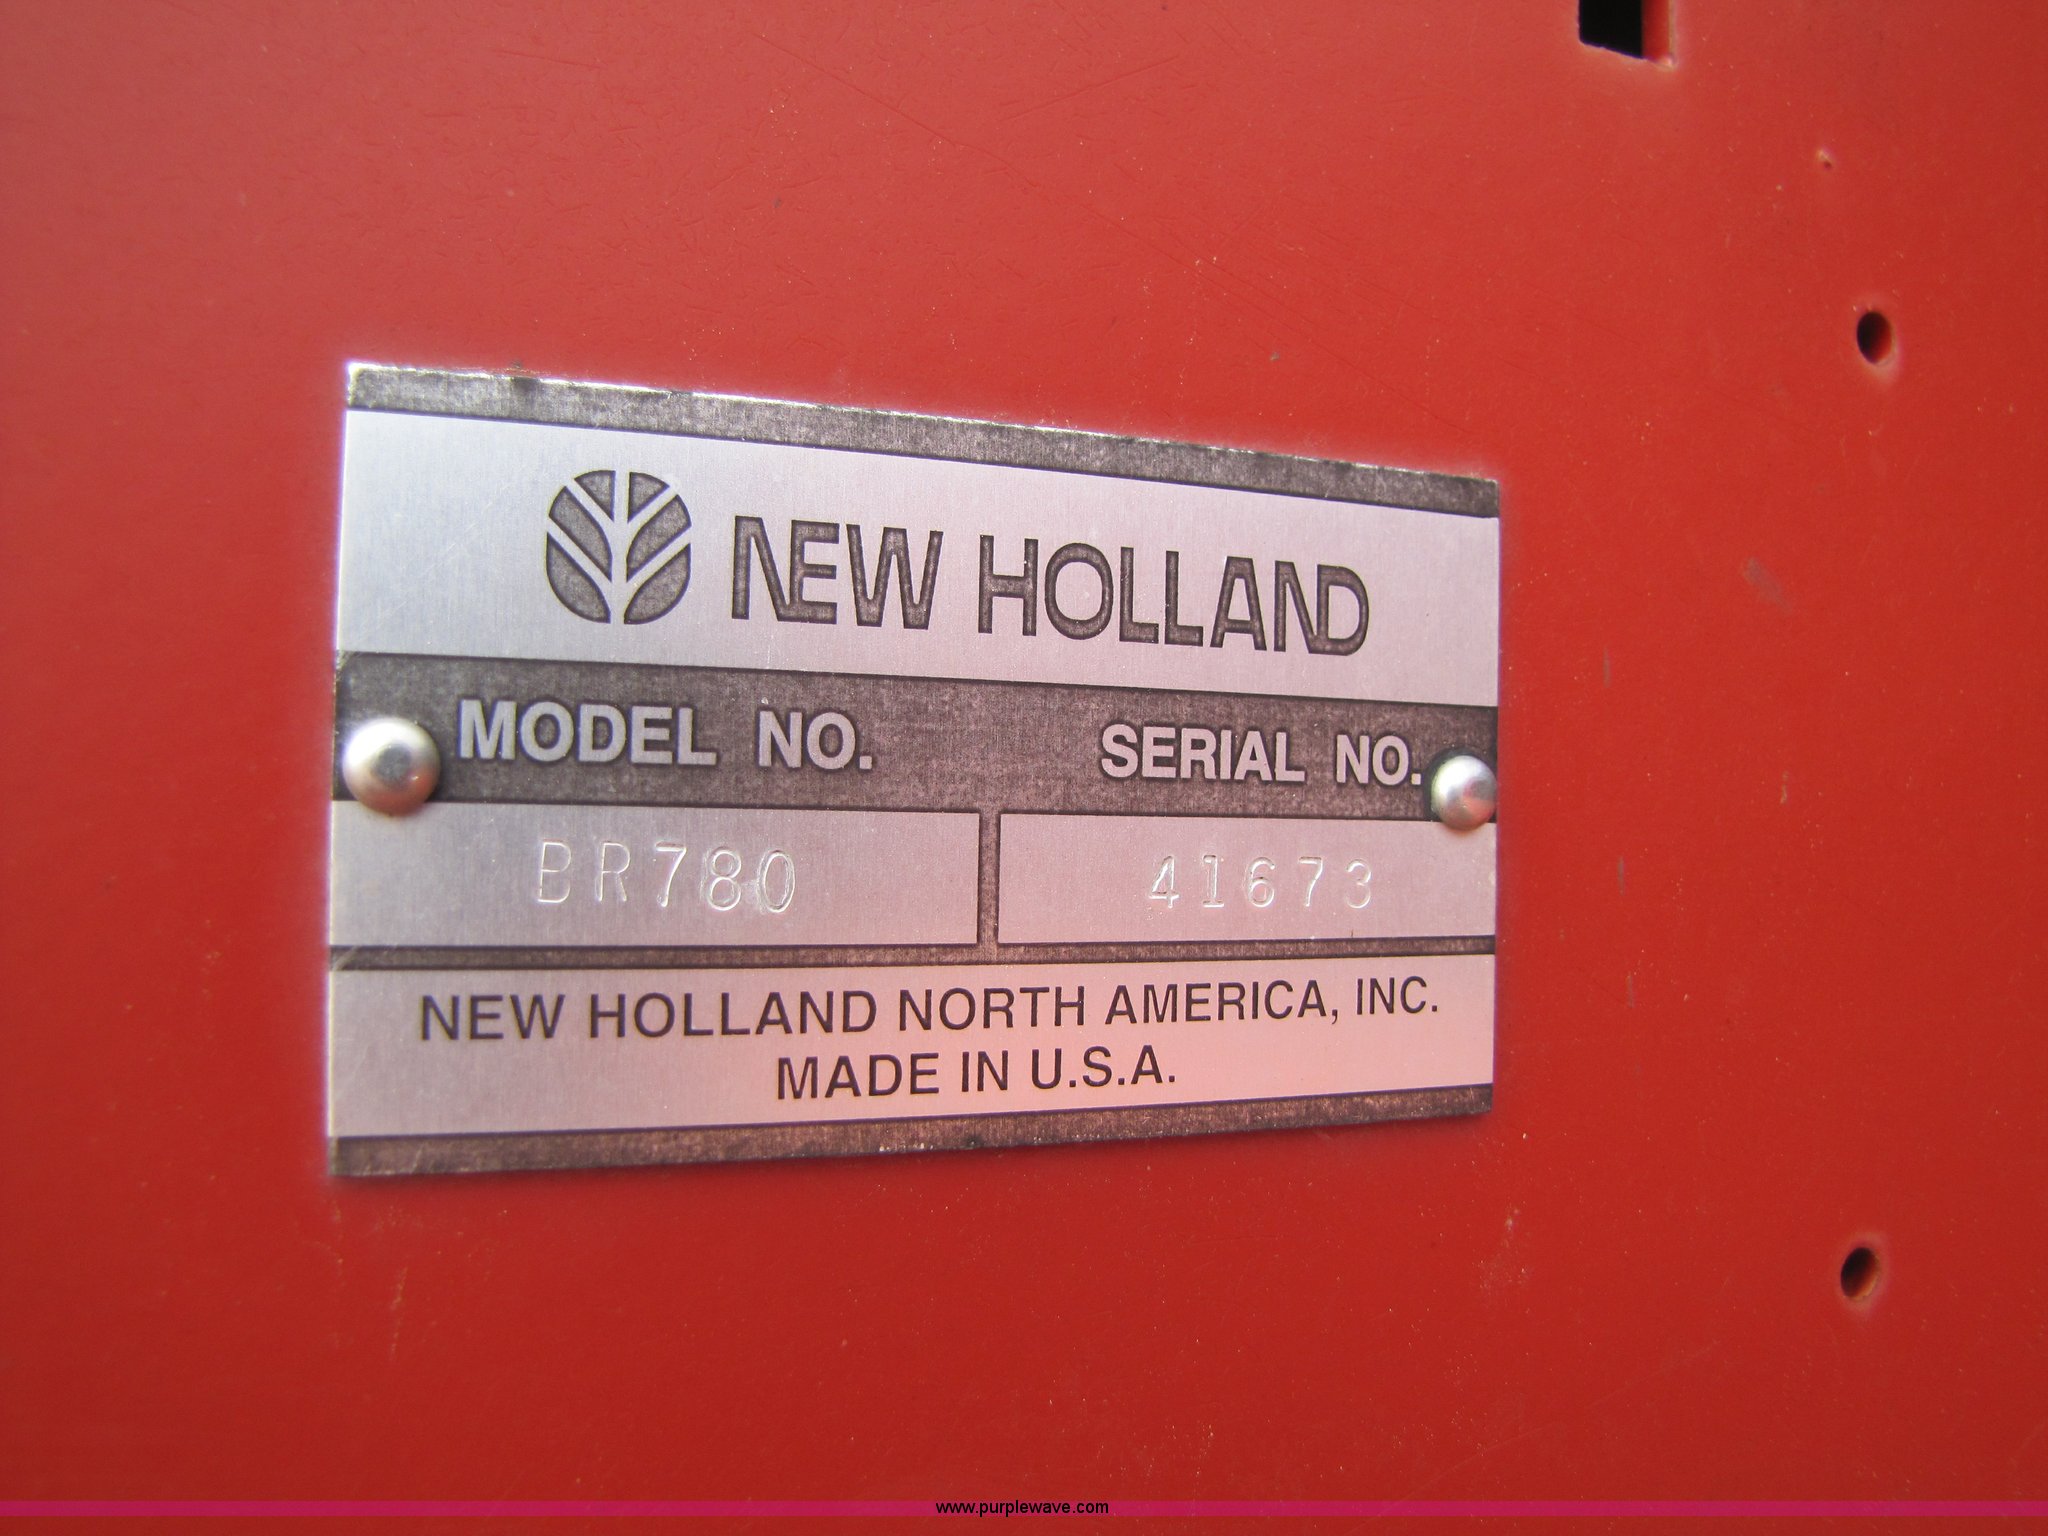 NEW HOLLAND
MODEL NO. SERIAL NO.
BR780 41673
NEW HOLLAND NORTH AMERICA, INC.
MADE IN U.S.A.
www.purplewave.com